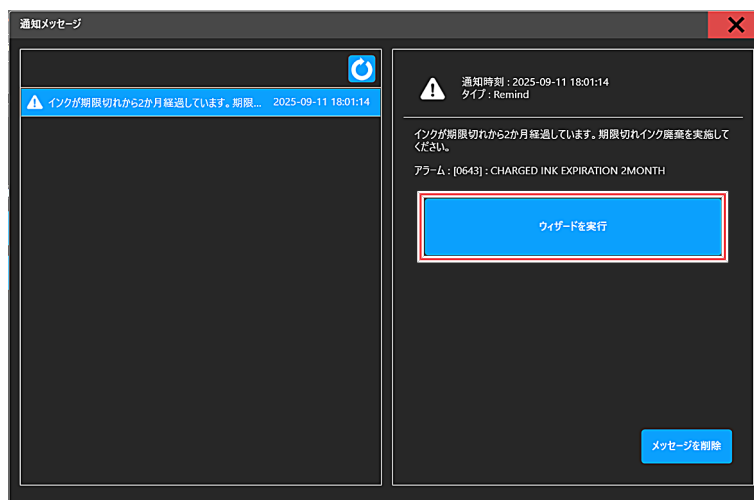 通知メッセージ
インクが期限切れから2か月経過しています。期限... 2025-09-11 18:01:14
通知時刻 : 2025-09-11 18:01:14
タイプ : Remind
インクが期限切れから2か月経過しています。期限切れインク廃棄を実施して
ください。
アラーム : [0643] : CHARGED INK EXPIRATION 2MONTH
ウィザードを実行
メッセージを削除